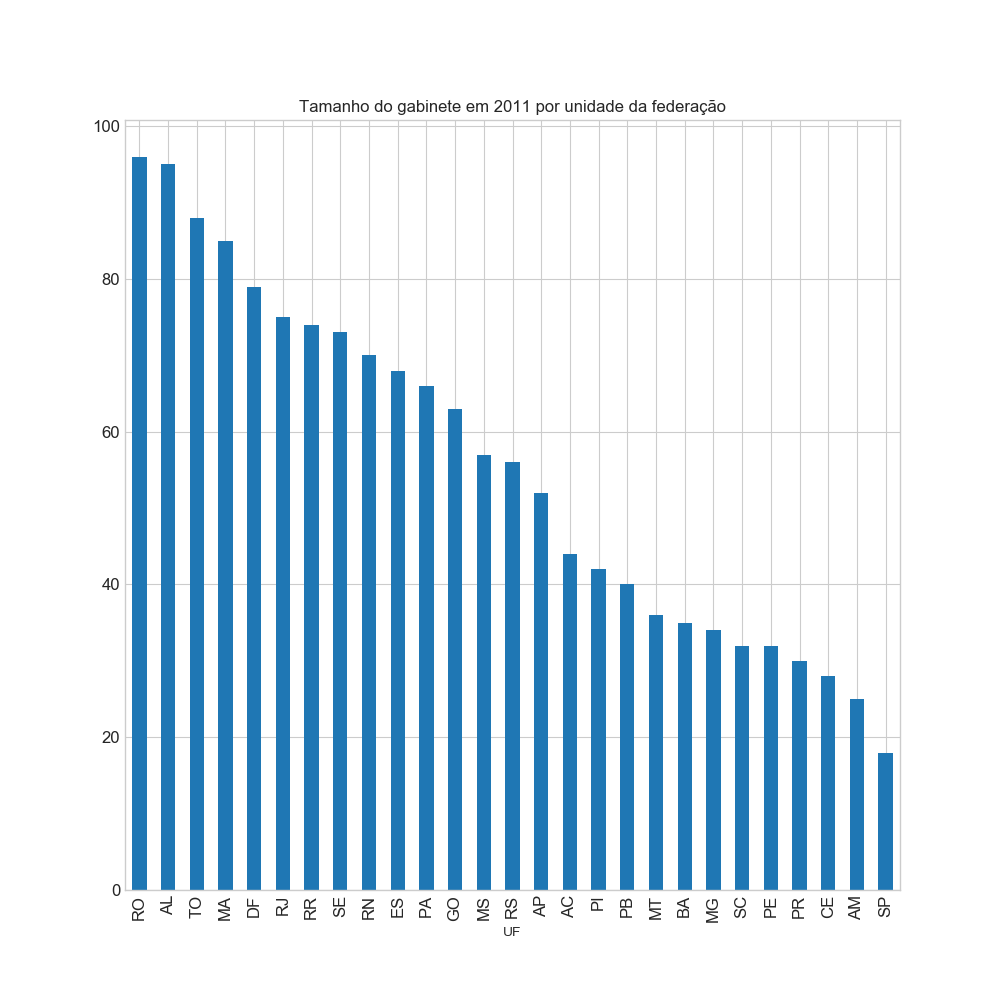 Tamanho do gabinete em 2011 por unidade da federação
100
80
60
40
20
0
RO AL TO MA DF RJ RR SE RN ES PA GO MS RS AP AC PI PB MT BA MG SC PE PR CE AM SP
UF